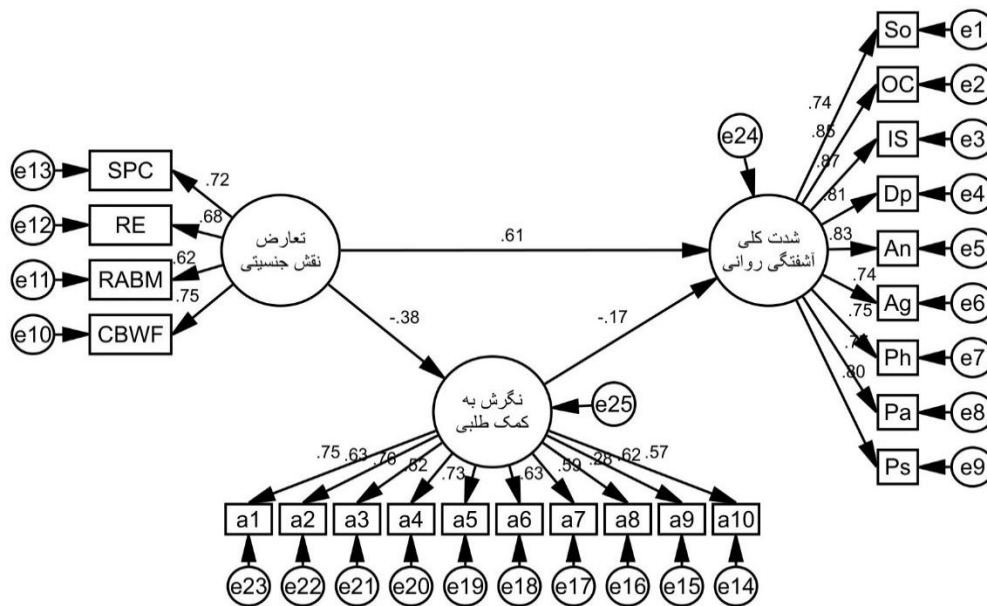 So
e1
.74
OC
e2
.85
IS
e3
.87
Dp
e4
.81
An
e5
.83
Ag
e6
.74
Ph
e7
.75
Pa
e8
Ps
e9
.80
e24
شدت کلی
آشفتگی روانی
e13
SPC
.72
e12
RE
.68
e11
RABM
.62
e10
CBWF
.75
تعارض
نقش جنسیتی
.61
-.38
-.17
نگرش به
کمک طلبی
e25
.75
.63
.76
.52
.73
.63
.59
.28
.62
.57
a1
a2
a3
a4
a5
a6
a7
a8
a9
a10
e23
e22
e21
e20
e19
e18
e17
e16
e15
e14